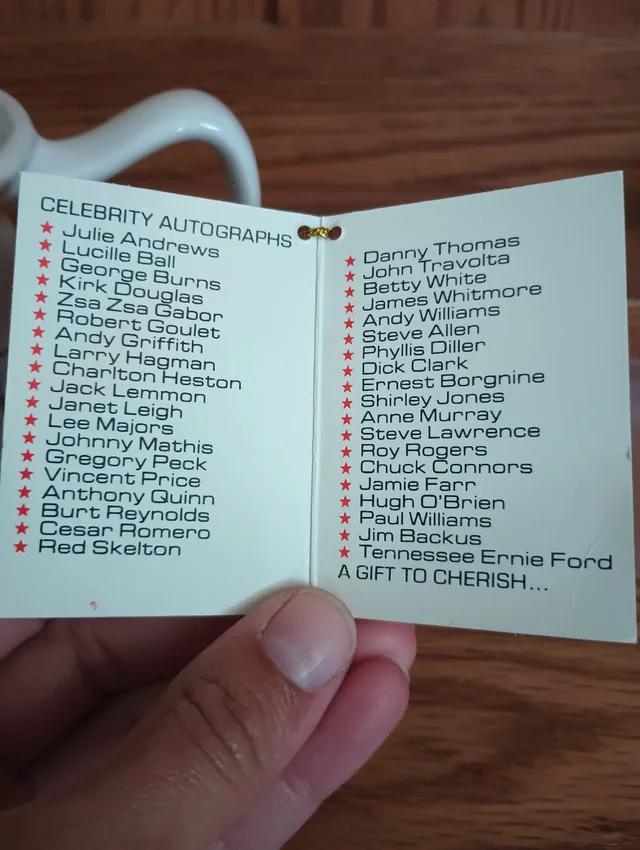 CELEBRITY AUTOGRAPHS
★ Julie Andrews
★ Lucille Ball
★ George Burns
★ Kirk Douglas
★ Zsa Zsa Gabor
★ Robert Goulet
★ Andy Griffith
★ Larry Hagman
★ Charlton Heston
★ Jack Lemmon
★ Janet Leigh
★ Lee Majors
★ Johnny Mathis
★ Gregory Peck
★ Vincent Price
★ Anthony Quinn
★ Burt Reynolds
★ Cesar Romero
★ Red Skelton
★ Danny Thomas
★ John Travolta
★ Betty White
★ James Whitmore
★ Andy Williams
★ Steve Allen
★ Phyllis Diller
★ Dick Clark
★ Ernest Borgnine
★ Shirley Jones
★ Anne Murray
★ Steve Lawrence
★ Roy Rogers
★ Chuck Connors
★ Jamie Farr
★ Hugh O'Brien
★ Paul Williams
★ Jim Backus
★ Tennessee Ernie Ford
A GIFT TO CHERISH...